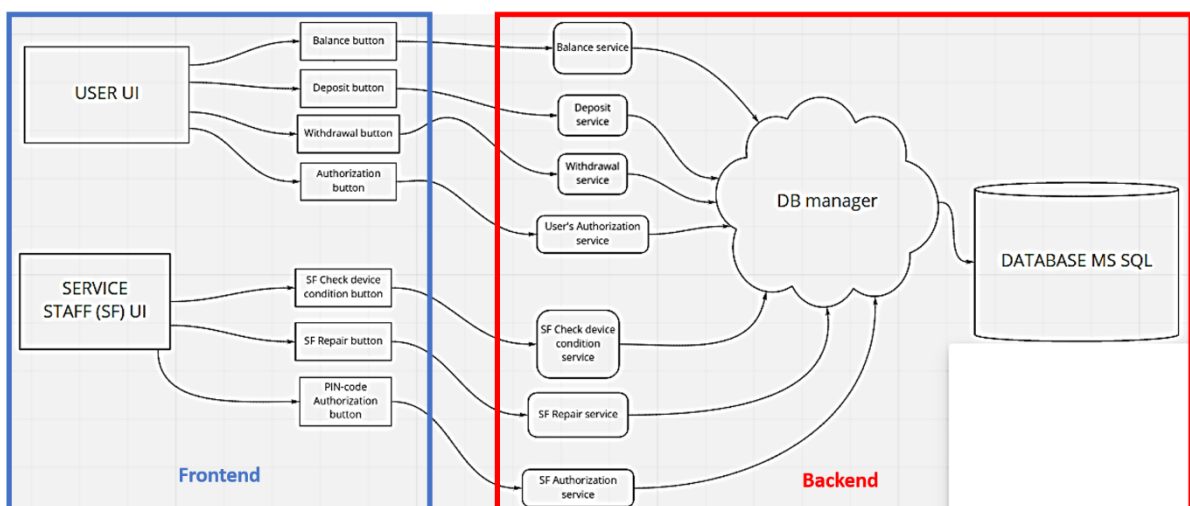 USER UI
Balance button
Deposit button
Withdrawal button
Authorization
button
SERVICE
STAFF (SF) UI
SF Check device
condition button
SF Repair button
PIN-code
Authorization
button
Frontend
Balance service
Deposit
service
Withdrawal
service
User's Authorization
service
SF Check device
condition
service
SF Repair service
SF Authorization
service
DB manager
DATABASE MS SQL
Backend